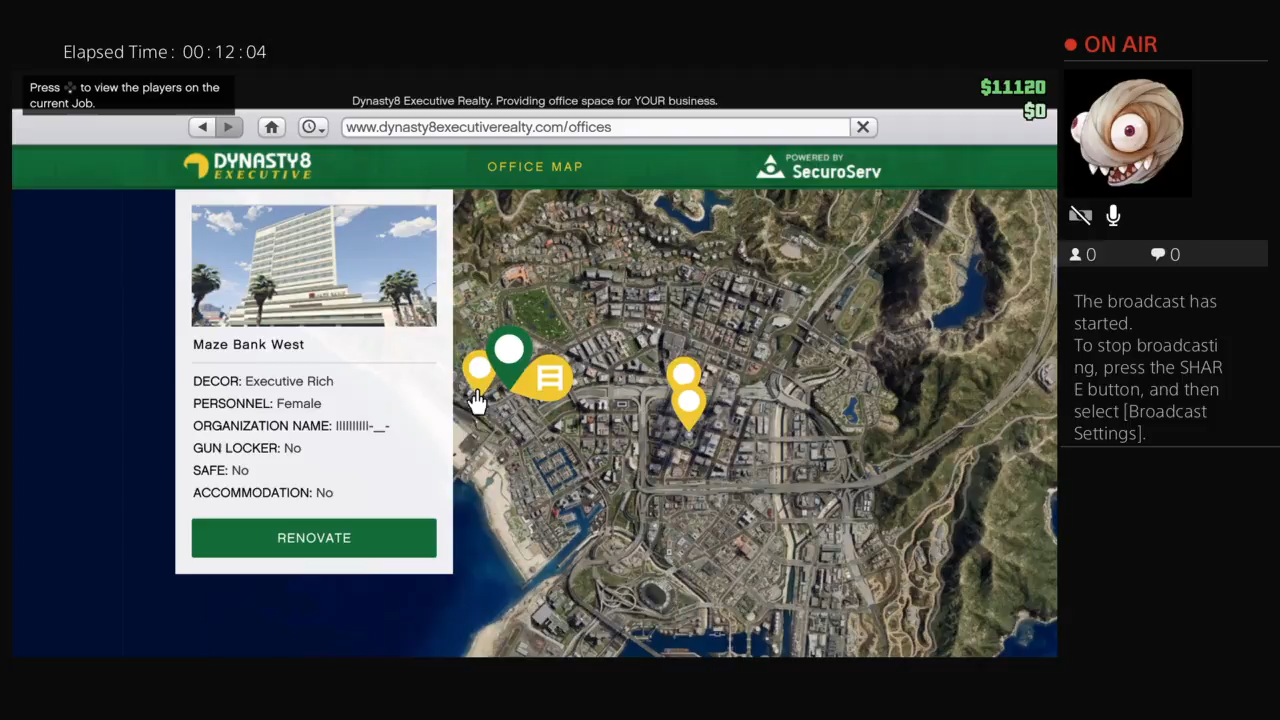 Elapsed Time: 00:12:04
ON AIR
Press to view the players on the
current Job.
Dynasty8 Executive Realty. Providing office space for YOUR business.
$11120
$0
www.dynasty8executiverealty.com/offices
DYNASTY 8
EXECUTIVE
OFFICE MAP
POWERED BY
SecuroServ
Maze Bank West
DECOR: Executive Rich
PERSONNEL: Female
ORGANIZATION NAME: IIIIIIIIII-__-
GUN LOCKER: No
SAFE: No
ACCOMMODATION: No
RENOVATE
0
0
The broadcast has
started.
To stop broadcasti
ng, press the SHAR
E button, and then
select [Broadcast
Settings].